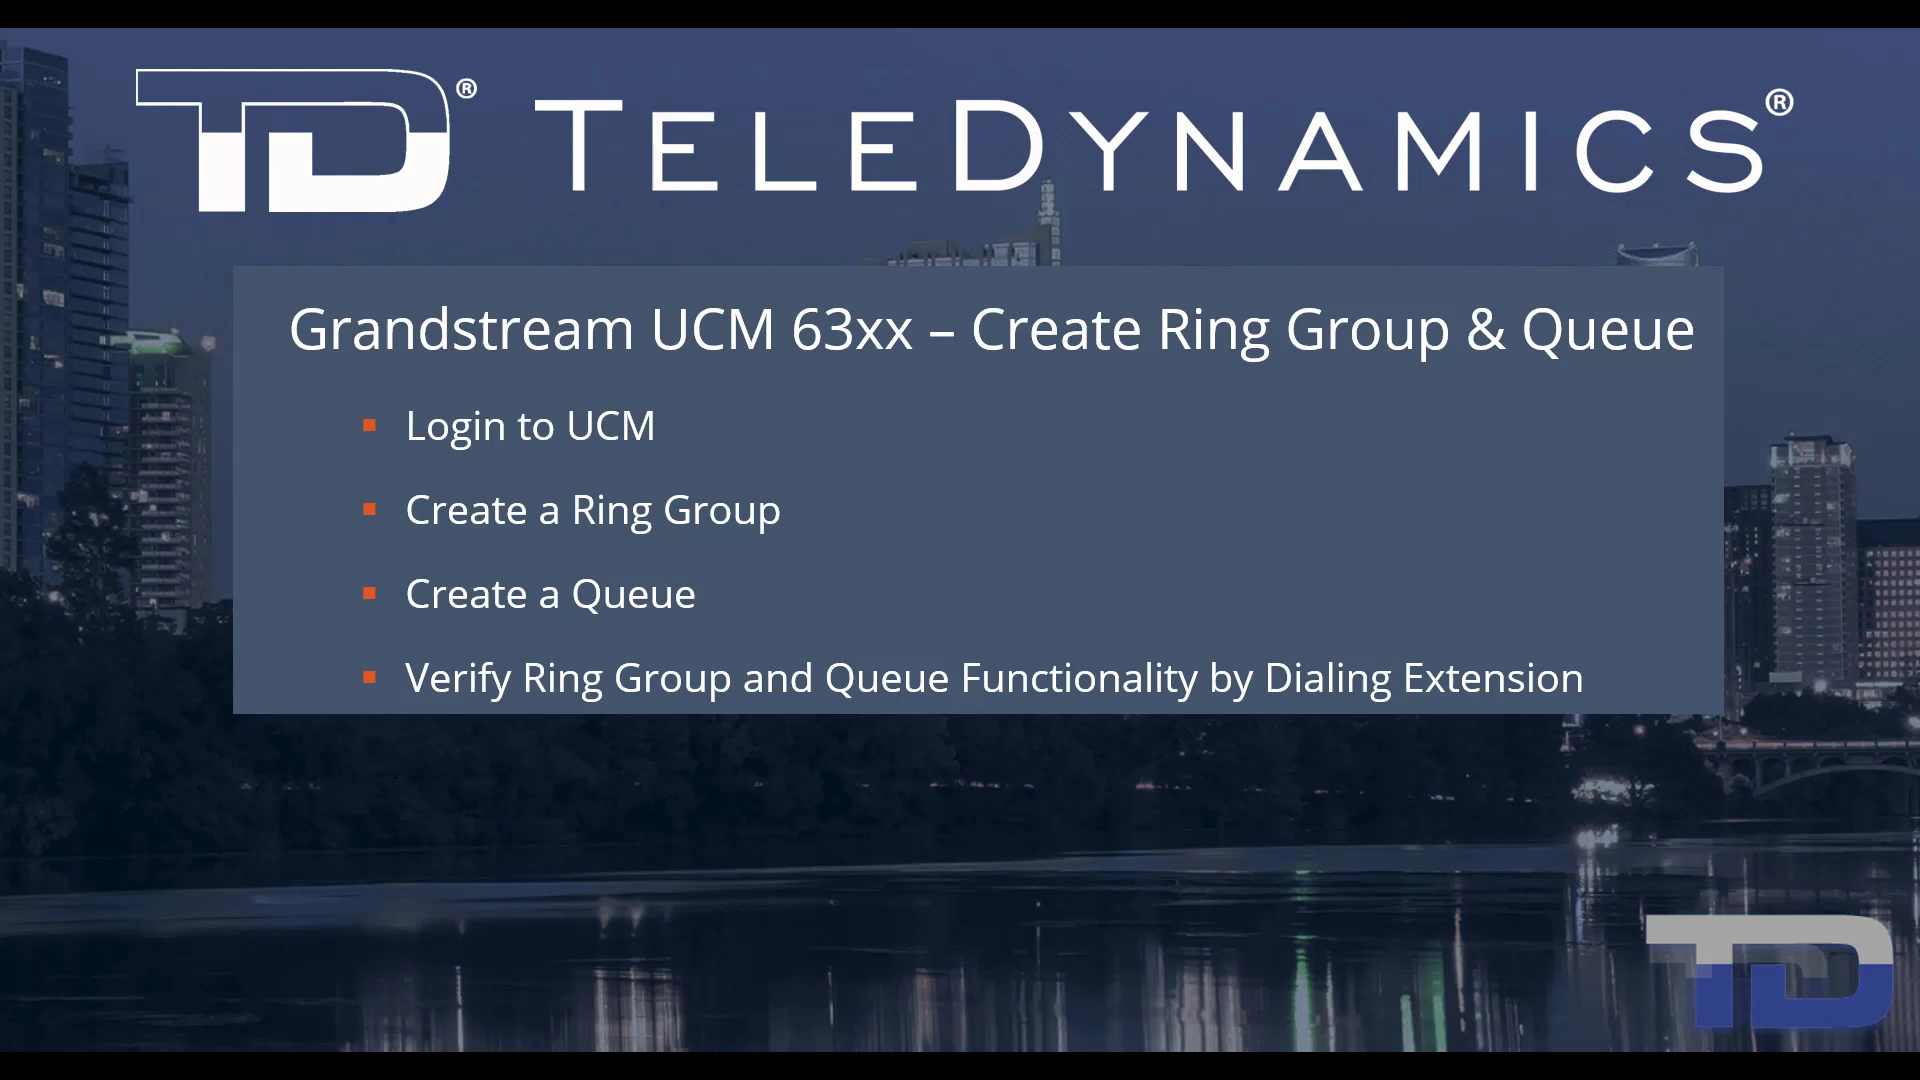 TD® TELEDYNAMICS®
Grandstream UCM 63xx – Create Ring Group & Queue
Login to UCM
Create a Ring Group
Create a Queue
Verify Ring Group and Queue Functionality by Dialing Extension
TD